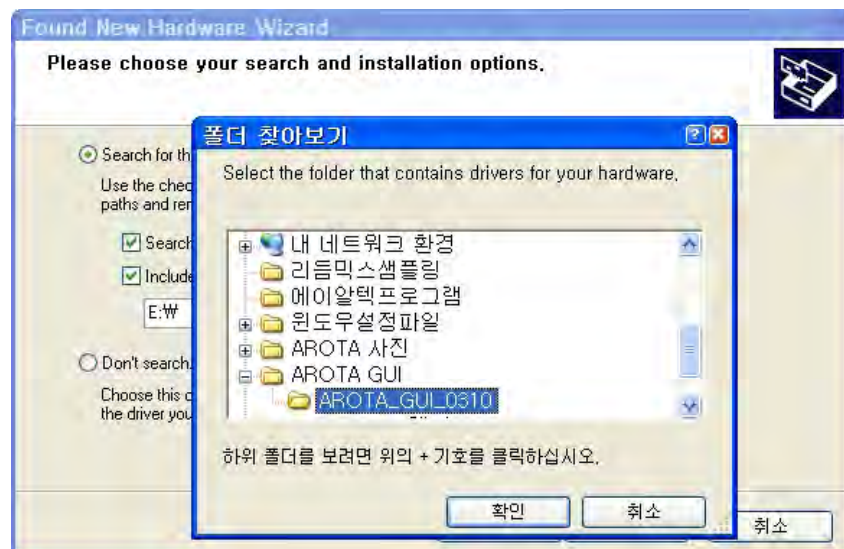 Found New Hardware Wizard
Please choose your search and installation options.
폴더 찾아보기
Search for th
Select the folder that contains drivers for your hardware.
Use the chec
paths and rer
Search
내 네트워크 환경
리듬믹스샘플링
Include
에이알텍프로그램
E:₩
윈도우설정파일
AROTA 사진
Don't search.
AROTA GUI
Choose this o
AROTA_GUI_0310
the driver you
하위 폴더를 보려면 위의 + 기호를 클릭하십시오.
확인
취소
취소